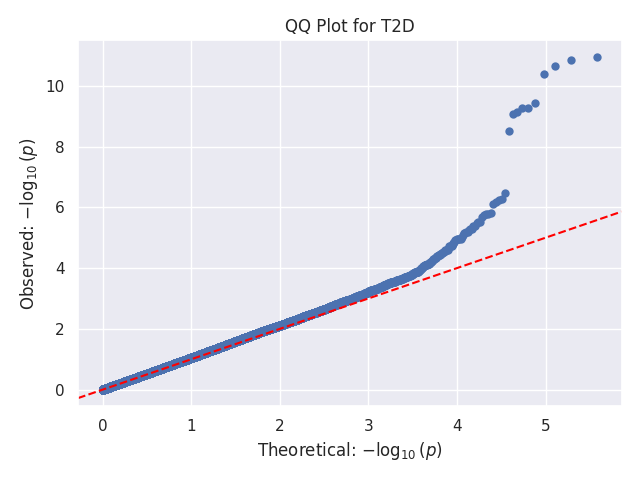 QQ Plot for T2D
Observed: −log₁₀(p)
10
8
6
4
2
0
0 1 2 3 4 5
Theoretical: −log₁₀(p)